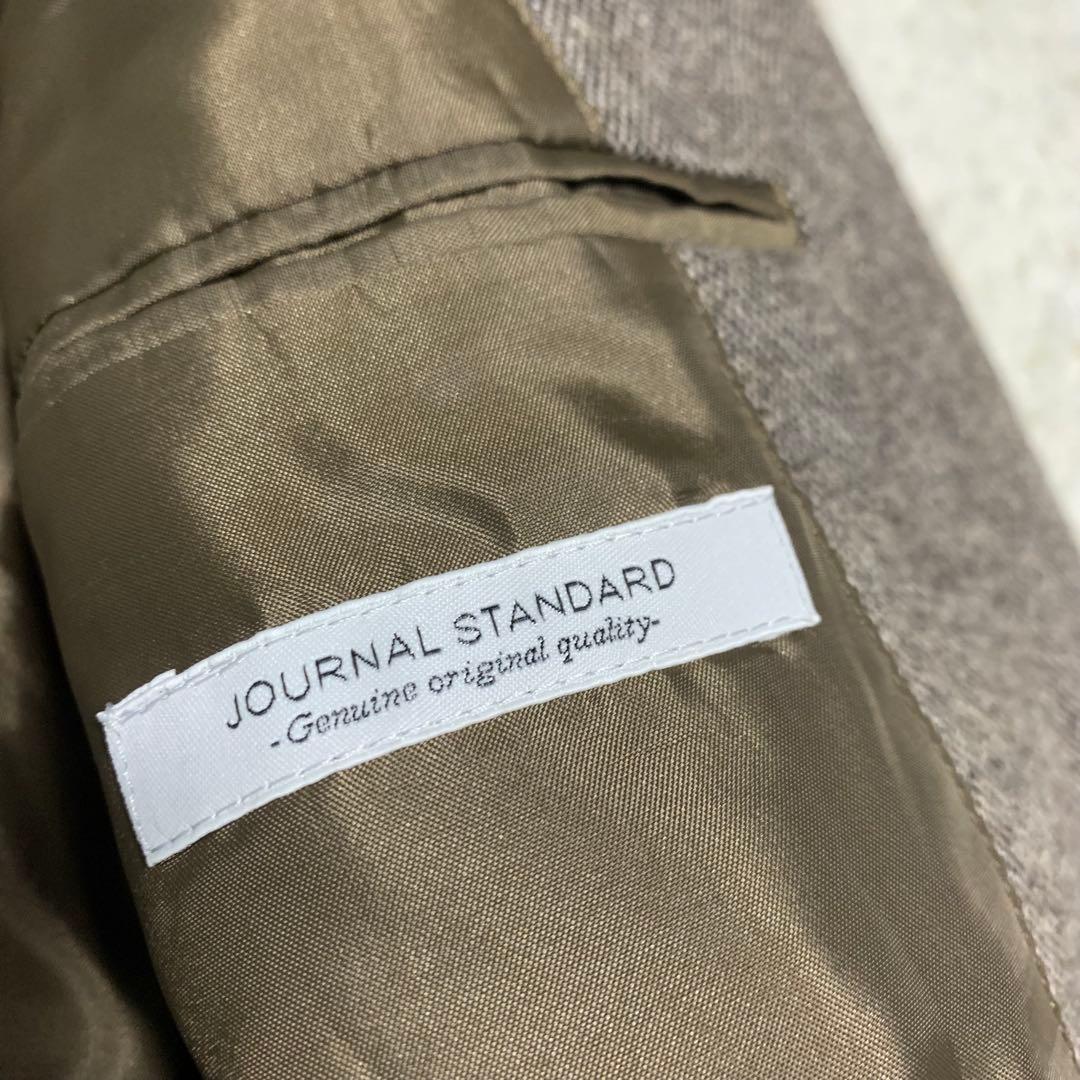 JOURNAL STANDARD
-Genuine original quality-